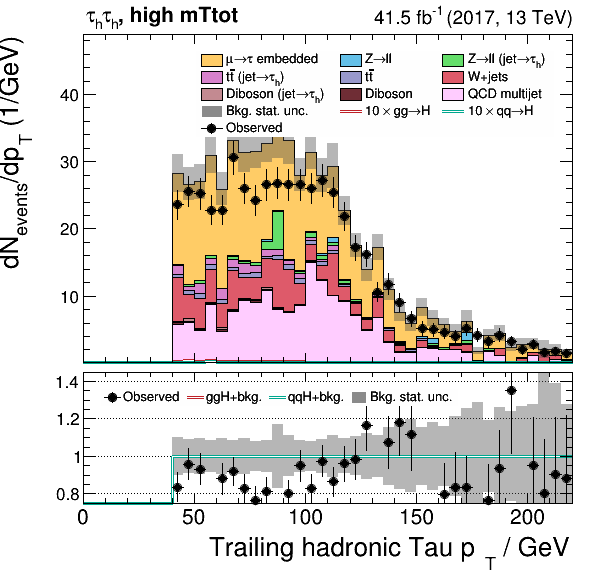 τhτh, high mTtot 41.5 fb-1 (2017, 13 TeV)
dNevents/dpT (1/GeV)
μ→τ embedded Z→ll Z→ll (jet→τh)
tt̄ (jet→τh) tt̄ W+jets
Diboson (jet→τh) Diboson QCD multijet
Bkg. stat. unc. 10×gg→H 10×qq→H
Observed
40
30
20
10
Observed ggH+bkg. qqH+bkg. Bkg. stat. unc.
1.4
1.2
1
0.8
0 50 100 150 200
Trailing hadronic Tau p T / GeV